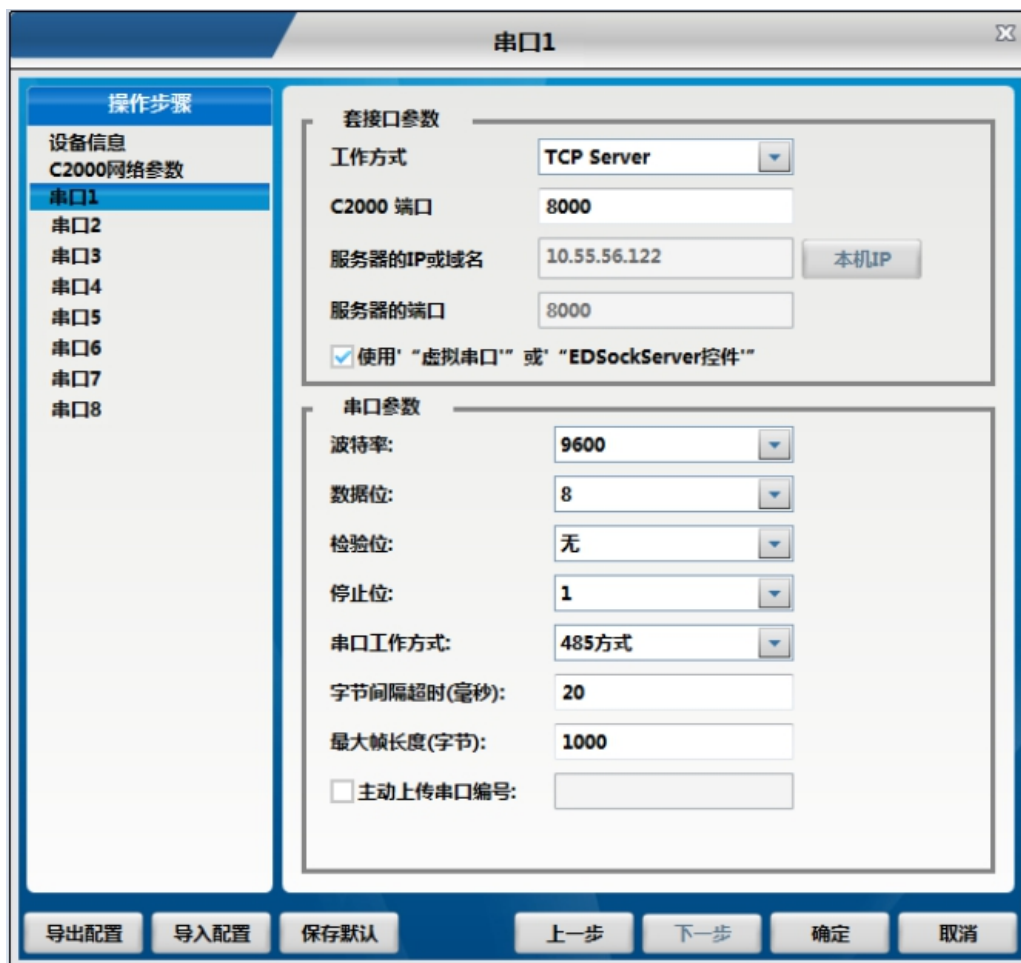 串口1
操作步骤
设备信息
C2000网络参数
串口1
串口2
串口3
串口4
串口5
串口6
串口7
串口8
套接口参数
工作方式 TCP Server
C2000 端口 8000
服务器的IP或域名 10.55.56.122 本机IP
服务器的端口 8000
使用' “虚拟串口'” 或' “EDSockServer控件'”
串口参数
波特率: 9600
数据位: 8
检验位: 无
停止位: 1
串口工作方式: 485方式
字节间隔超时(毫秒): 20
最大帧长度(字节): 1000
主动上传串口编号:
导出配置 导入配置 保存默认 上一步 下一步 确定 取消